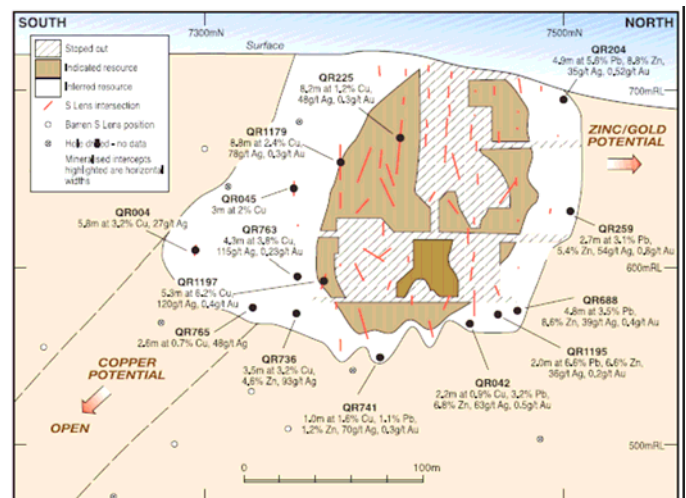 SOUTH
7300mN
7500mN
NORTH
Stoped out
Indicated resource
Inferred resource
S Lens intersection
Barren S Lens position
Hole drilled - no data
Mineralised intercepts
highlighted are horizontal
widths
Surface
QR204
4.9m at 5.6% Pb, 8.8% Zn,
35g/t Ag, 0.52g/t Au
700mRL
QR225
8.2m at 1.2% Cu,
48g/t Ag, 0.3g/t Au
ZINC/GOLD
POTENTIAL
QR1179
8.8m at 2.4% Cu,
78g/t Ag, 0.3g/t Au
QR045
3m at 2% Cu
QR004
5.8m at 3.2% Cu, 27g/t Ag
QR763
4.3m at 3.8% Cu,
115g/t Ag, 0.23g/t Au
QR259
2.7m at 3.1% Pb,
5.4% Zn, 54g/t Ag, 0.8g/t Au
600mRL
QR1197
5.3m at 6.2% Cu,
120g/t Ag, 0.4g/t Au
QR688
4.8m at 3.5% Pb,
8.6% Zn, 39g/t Ag, 0.4g/t Au
QR765
2.6m at 0.7% Cu, 48g/t Ag
QR1195
2.0m at 6.6% Pb, 6.6% Zn,
36g/t Ag, 0.2g/t Au
QR736
3.5m at 3.2% Cu,
4.6% Zn, 93g/t Ag
QR042
2.2m at 0.9% Cu, 3.2% Pb,
6.8% Zn, 63g/t Ag, 0.5g/t Au
COPPER
POTENTIAL
OPEN
QR741
1.0m at 1.6% Cu, 1.1% Pb,
1.2% Zn, 70g/t Ag, 0.3g/t Au
500mRL
0
100m